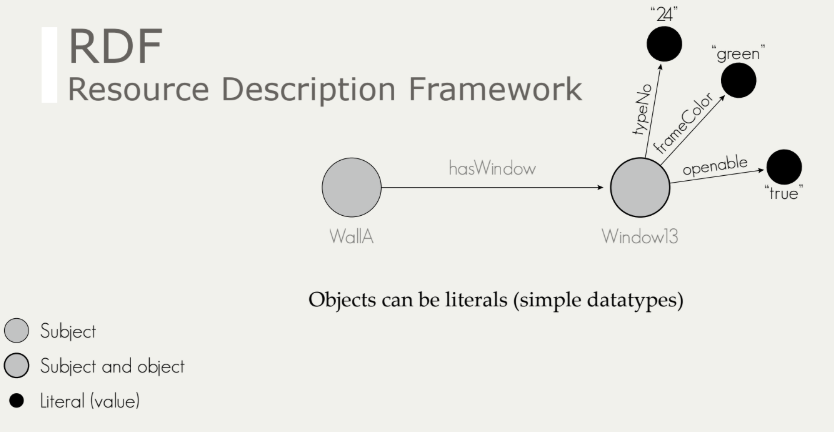 RDF
Resource Description Framework
"24"
"green"
typeNo
frameColor
openable
"true"
hasWindow
WallA
Window13
Objects can be literals (simple datatypes)
Subject
Subject and object
Literal (value)